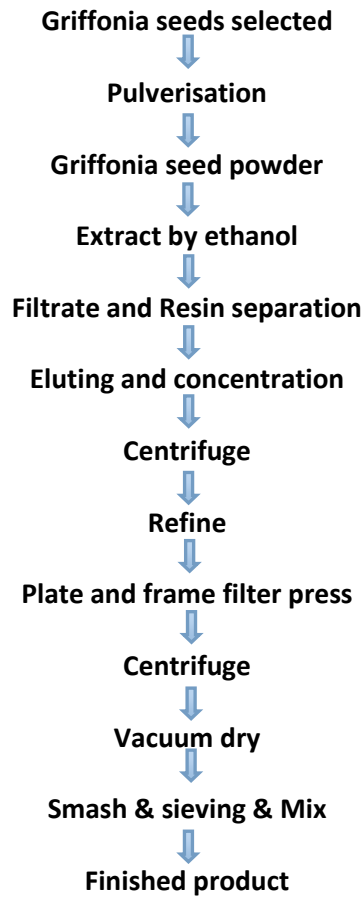 Griffonia seeds selected
Pulverisation
Griffonia seed powder
Extract by ethanol
Filtrate and Resin separation
Eluting and concentration
Centrifuge
Refine
Plate and frame filter press
Centrifuge
Vacuum dry
Smash & sieving & Mix
Finished product